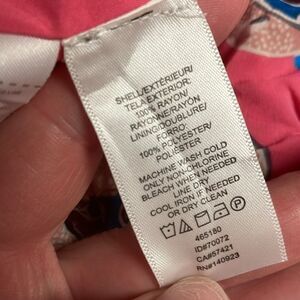 SHELL/EXTÉRIEUR/
TELA EXTERIOR:
100% RAYON/
RAYONNE/RAYÓN
LINING/DOUBLURE/
FORRO:
100% POLYESTER/
POLIÉSTER
MACHINE WASH COLD
ONLY NON-CHLORINE
BLEACH WHEN NEEDED
LINE DRY
COOL IRON IF NEEDED
OR DRY CLEAN
465180
ID#70072
CA#57421
RN#140923